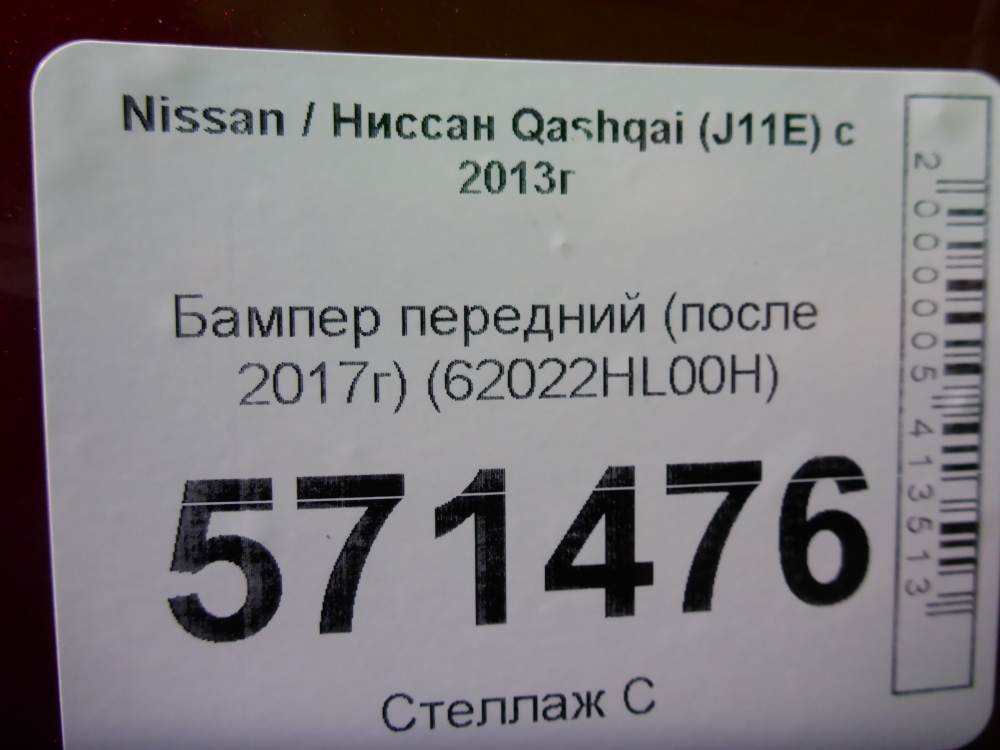 Nissan / Ниссан Qashqai (J11E) с
2013г
Бампер передний (после
2017г) (62022HL00H)
571476
Стеллаж С
2000005413513